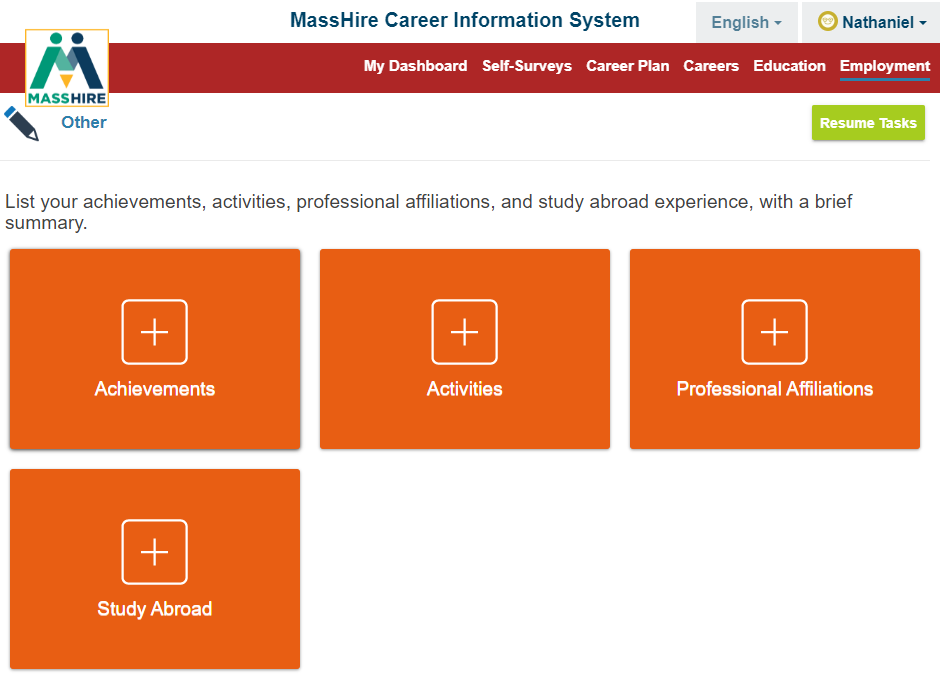 MassHire Career Information System
English
Nathaniel
MASSHIRE
My Dashboard Self-Surveys Career Plan Careers Education Employment
Other
Resume Tasks
List your achievements, activities, professional affiliations, and study abroad experience, with a brief
summary.
Achievements
Activities
Professional Affiliations
Study Abroad